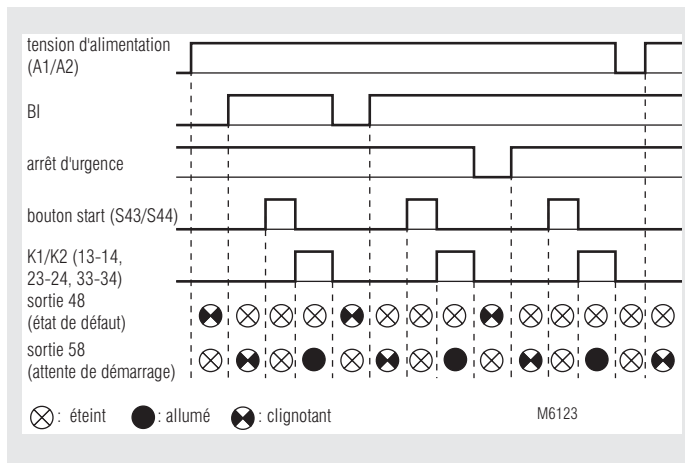 tension d'alimentation
(A1/A2)
BI
arrêt d'urgence
bouton start (S43/S44)
K1/K2 (13-14,
23-24, 33-34)
sortie 48
(état de défaut)
sortie 58
(attente de démarrage)
: éteint : allumé : clignotant M6123